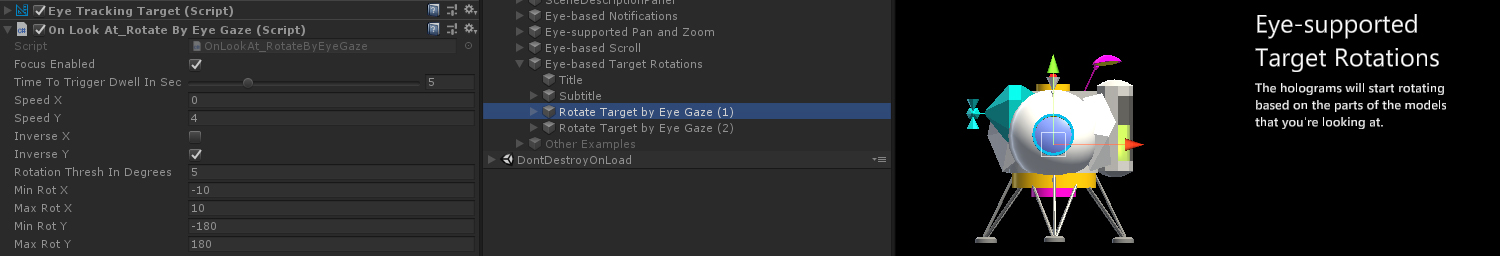 Eye Tracking Target (Script)
On Look At_Rotate By Eye Gaze (Script)
Script OnLookAt_RotateByEyeGaze
Focus Enabled
Time To Trigger Dwell In Sec 5
Speed X 0
Speed Y 4
Inverse X
Inverse Y
Rotation Thresh In Degrees 5
Min Rot X -10
Max Rot X 10
Min Rot Y -180
Max Rot Y 180
SceneDescriptionPanel
Eye-based Notifications
Eye-supported Pan and Zoom
Eye-based Scroll
Eye-based Target Rotations
Title
Subtitle
Rotate Target by Eye Gaze (1)
Rotate Target by Eye Gaze (2)
Other Examples
DontDestroyOnLoad
Eye-supported
Target Rotations
The holograms will start rotating
based on the parts of the models
that you're looking at.